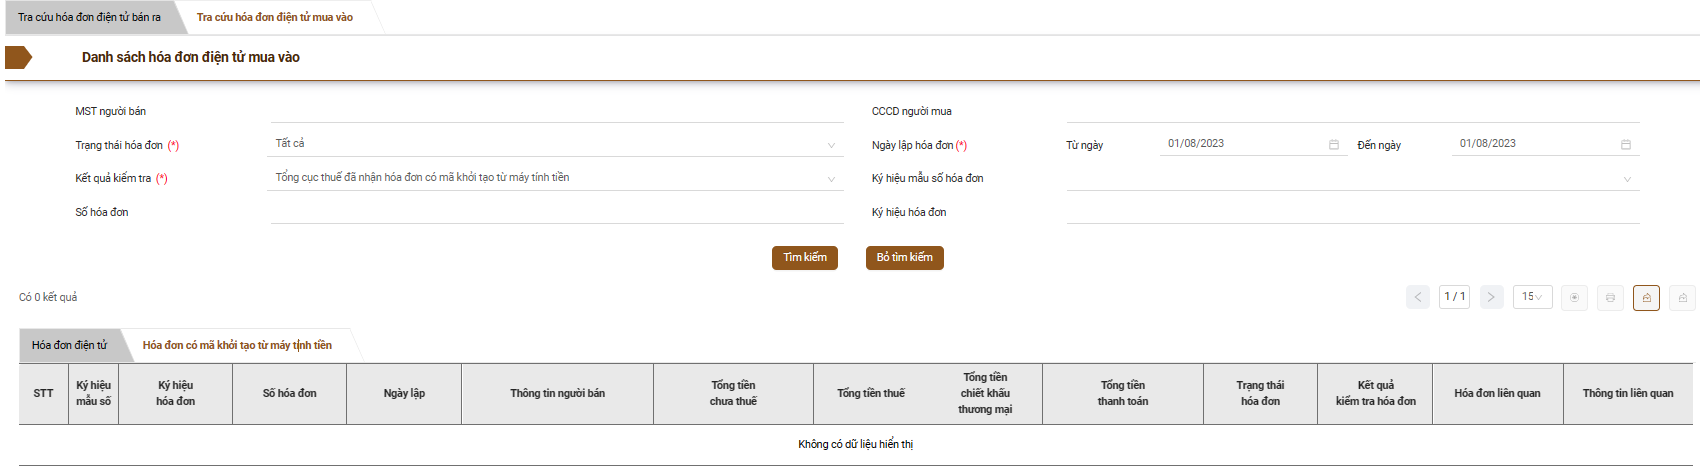 Tra cứu hóa đơn điện tử bán ra
Tra cứu hóa đơn điện tử mua vào
Danh sách hóa đơn điện tử mua vào
MST người bán
CCCD người mua
Trạng thái hóa đơn (*)
Tất cả
Ngày lập hóa đơn (*)
Từ ngày
01/08/2023
Đến ngày
01/08/2023
Kết quả kiểm tra (*)
Tổng cục thuế đã nhận hóa đơn có mã khởi tạo từ máy tính tiền
Ký hiệu mẫu số hóa đơn
Số hóa đơn
Ký hiệu hóa đơn
Tìm kiếm
Bỏ tìm kiếm
Có 0 kết quả
1 / 1
15
Hóa đơn điện tử
Hóa đơn có mã khởi tạo từ máy tính tiền
STT
Ký hiệu
mẫu số
Ký hiệu
hóa đơn
Số hóa đơn
Ngày lập
Thông tin người bán
Tổng tiền
chưa thuế
Tổng tiền thuế
Tổng tiền
chiết khấu
thương mại
Tổng tiền
thanh toán
Trạng thái
hóa đơn
Kết quả
kiểm tra hóa đơn
Hóa đơn liên quan
Thông tin liên quan
Không có dữ liệu hiển thị